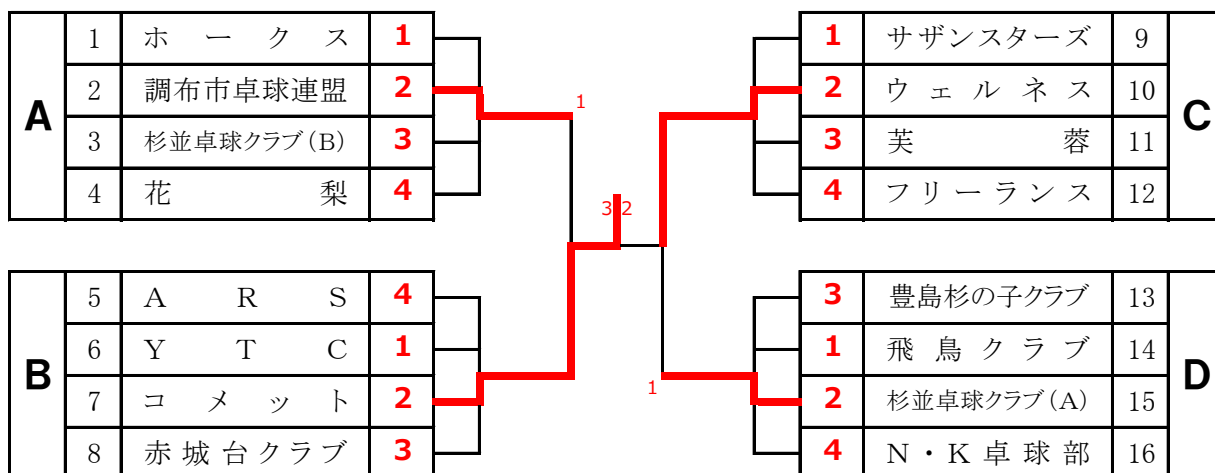 A
1 ホークス 1
2 調布市卓球連盟 2
3 杉並卓球クラブ(B) 3
4 花梨 4
1
B
5 ARS 4
6 YTC 1
7 コメット 2
8 赤城台クラブ 3
3 2
C
1 サザンスターズ 9
2 ウェルネス 10
3 芙蓉 11
4 フリーランス 12
1
D
3 豊島杉の子クラブ 13
1 飛鳥クラブ 14
2 杉並卓球クラブ(A) 15
4 N・K卓球部 16